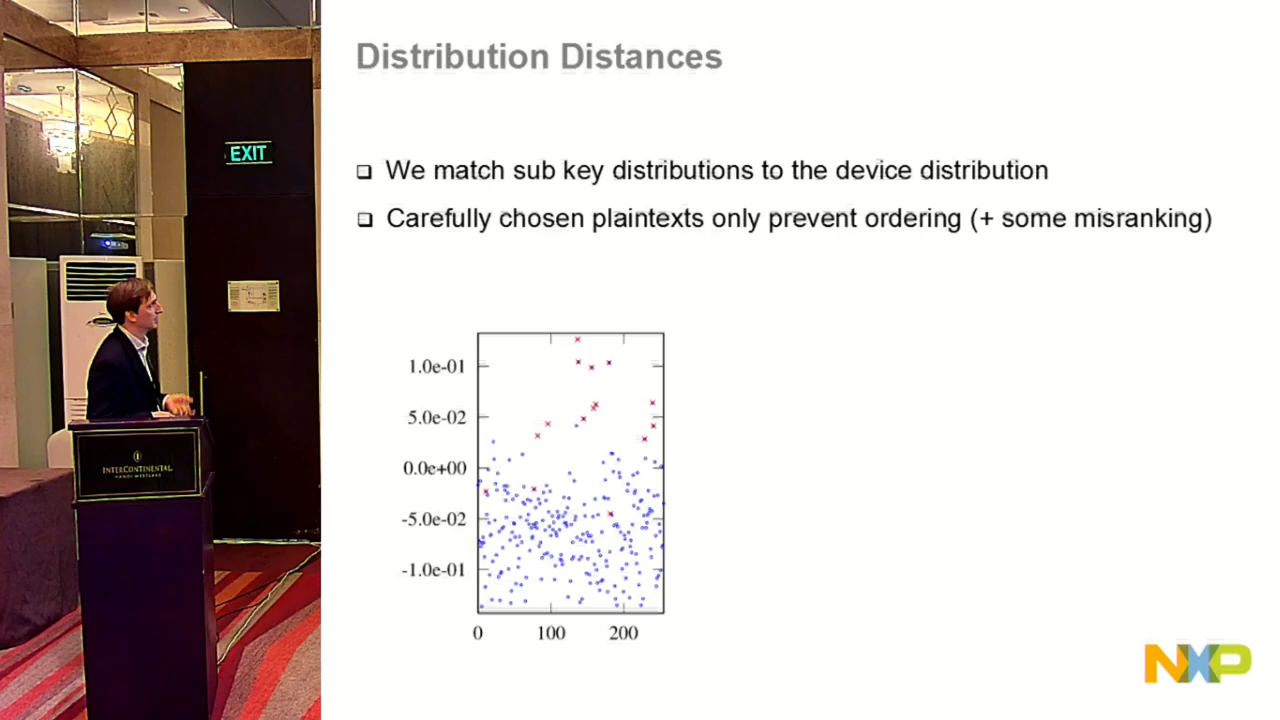 Distribution Distances
EXIT
We match sub key distributions to the device distribution
Carefully chosen plaintexts only prevent ordering (+ some misranking)
1.0e-01
5.0e-02
0.0e+00
-5.0e-02
-1.0e-01
0 100 200
INTERCONTINENTAL
HANOI WESTLAKE
NXP